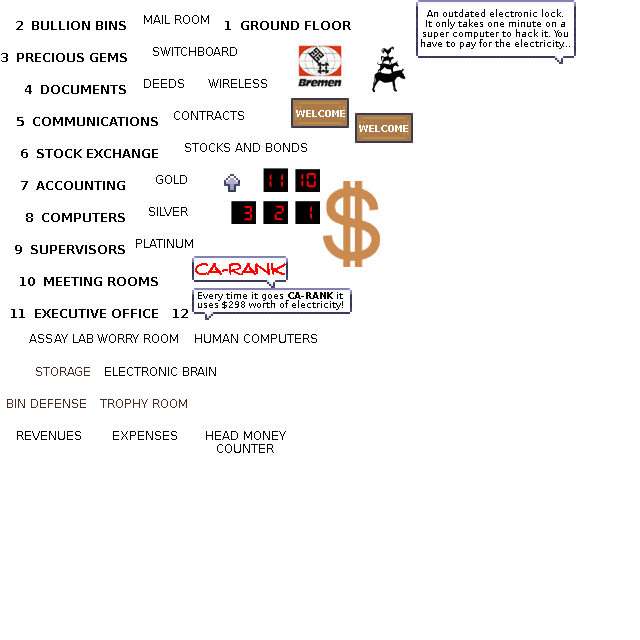 2 BULLION BINS
MAIL ROOM
1 GROUND FLOOR
An outdated electronic lock.
It only takes one minute on a
super computer to hack it. You
have to pay for the electricity...
3 PRECIOUS GEMS
SWITCHBOARD
Bremen
4 DOCUMENTS
DEEDS
WIRELESS
5 COMMUNICATIONS
CONTRACTS
WELCOME
WELCOME
6 STOCK EXCHANGE
STOCKS AND BONDS
7 ACCOUNTING
GOLD
11 10
8 COMPUTERS
SILVER
3 2 1
$
9 SUPERVISORS
PLATINUM
CA-RANK
10 MEETING ROOMS
Every time it goes CA-RANK it
uses $298 worth of electricity!
11 EXECUTIVE OFFICE 12
ASSAY LAB WORRY ROOM
HUMAN COMPUTERS
STORAGE
ELECTRONIC BRAIN
BIN DEFENSE
TROPHY ROOM
REVENUES
EXPENSES
HEAD MONEY
COUNTER